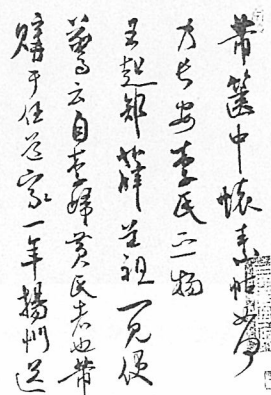 芾篋中懷素帖如何
乃長安李氏之物
王起部薛道祖一見便
驚云自李歸黃氏者也芾
購于任道家一年揚州送